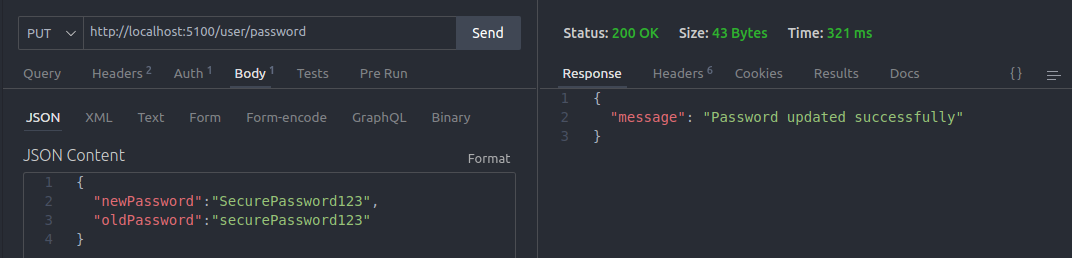 PUT http://localhost:5100/user/password Send
Query Headers 2 Auth 1 Body 1 Tests Pre Run
JSON XML Text Form Form-encode GraphQL Binary
JSON Content Format
1 {
2 "newPassword":"SecurePassword123",
3 "oldPassword":"securePassword123"
4 }
Status: 200 OK Size: 43 Bytes Time: 321 ms
Response Headers 6 Cookies Results Docs {}
1 {
2 "message": "Password updated successfully"
3 }